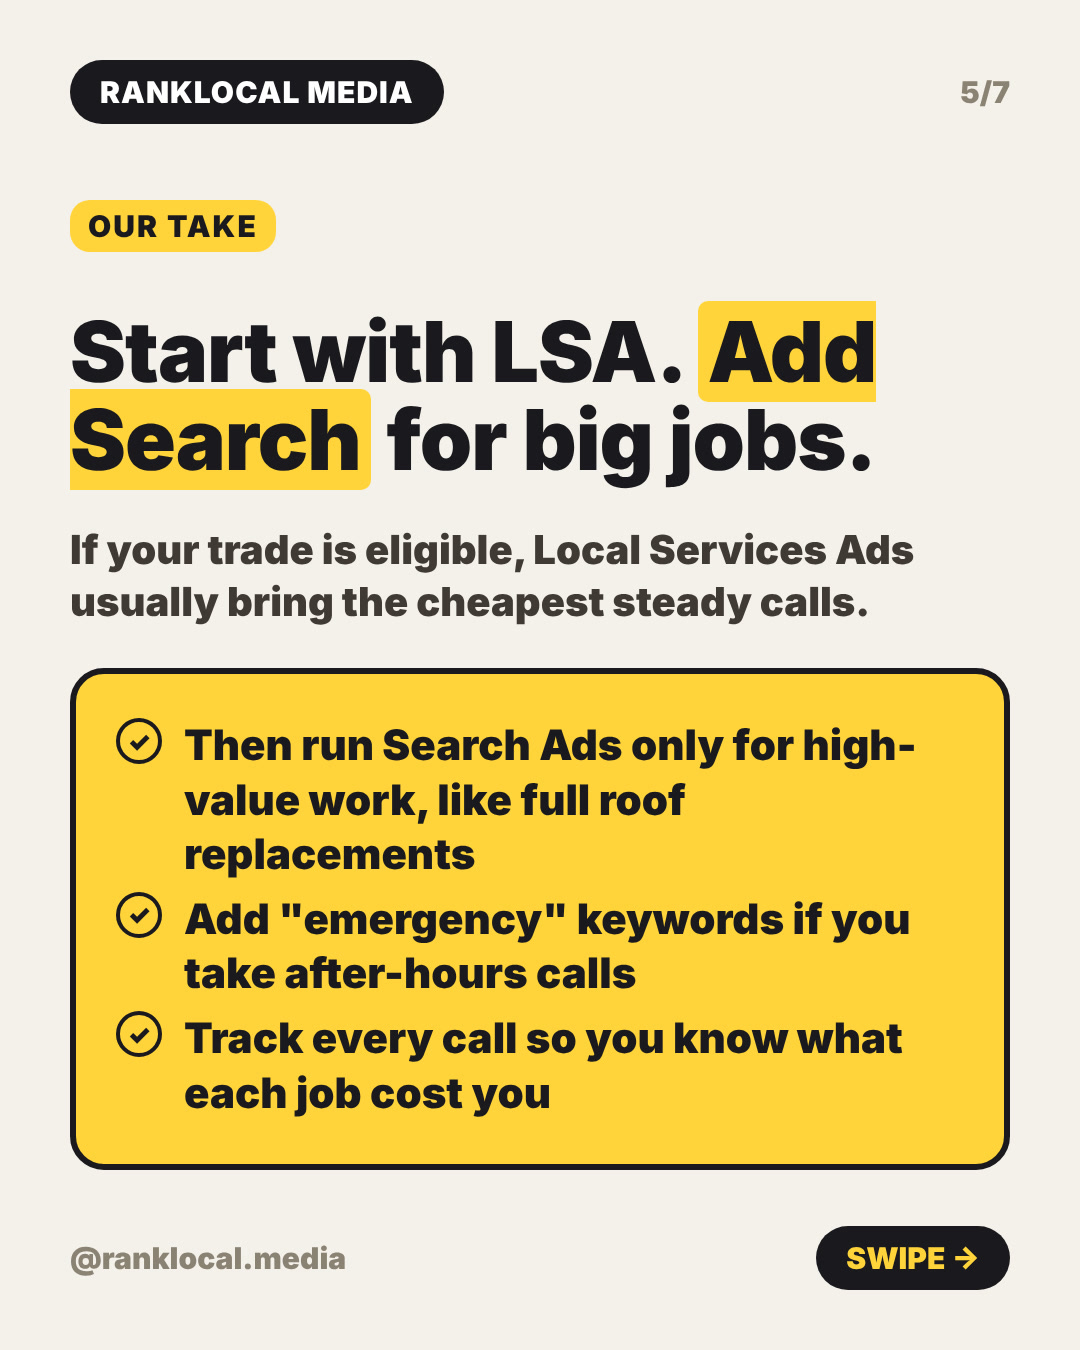 RANKLOCAL MEDIA
5/7
OUR TAKE
Start with LSA. Add
Search for big jobs.
If your trade is eligible, Local Services Ads
usually bring the cheapest steady calls.
Then run Search Ads only for high-
value work, like full roof
replacements
Add "emergency" keywords if you
take after-hours calls
Track every call so you know what
each job cost you
@ranklocal.media
SWIPE →